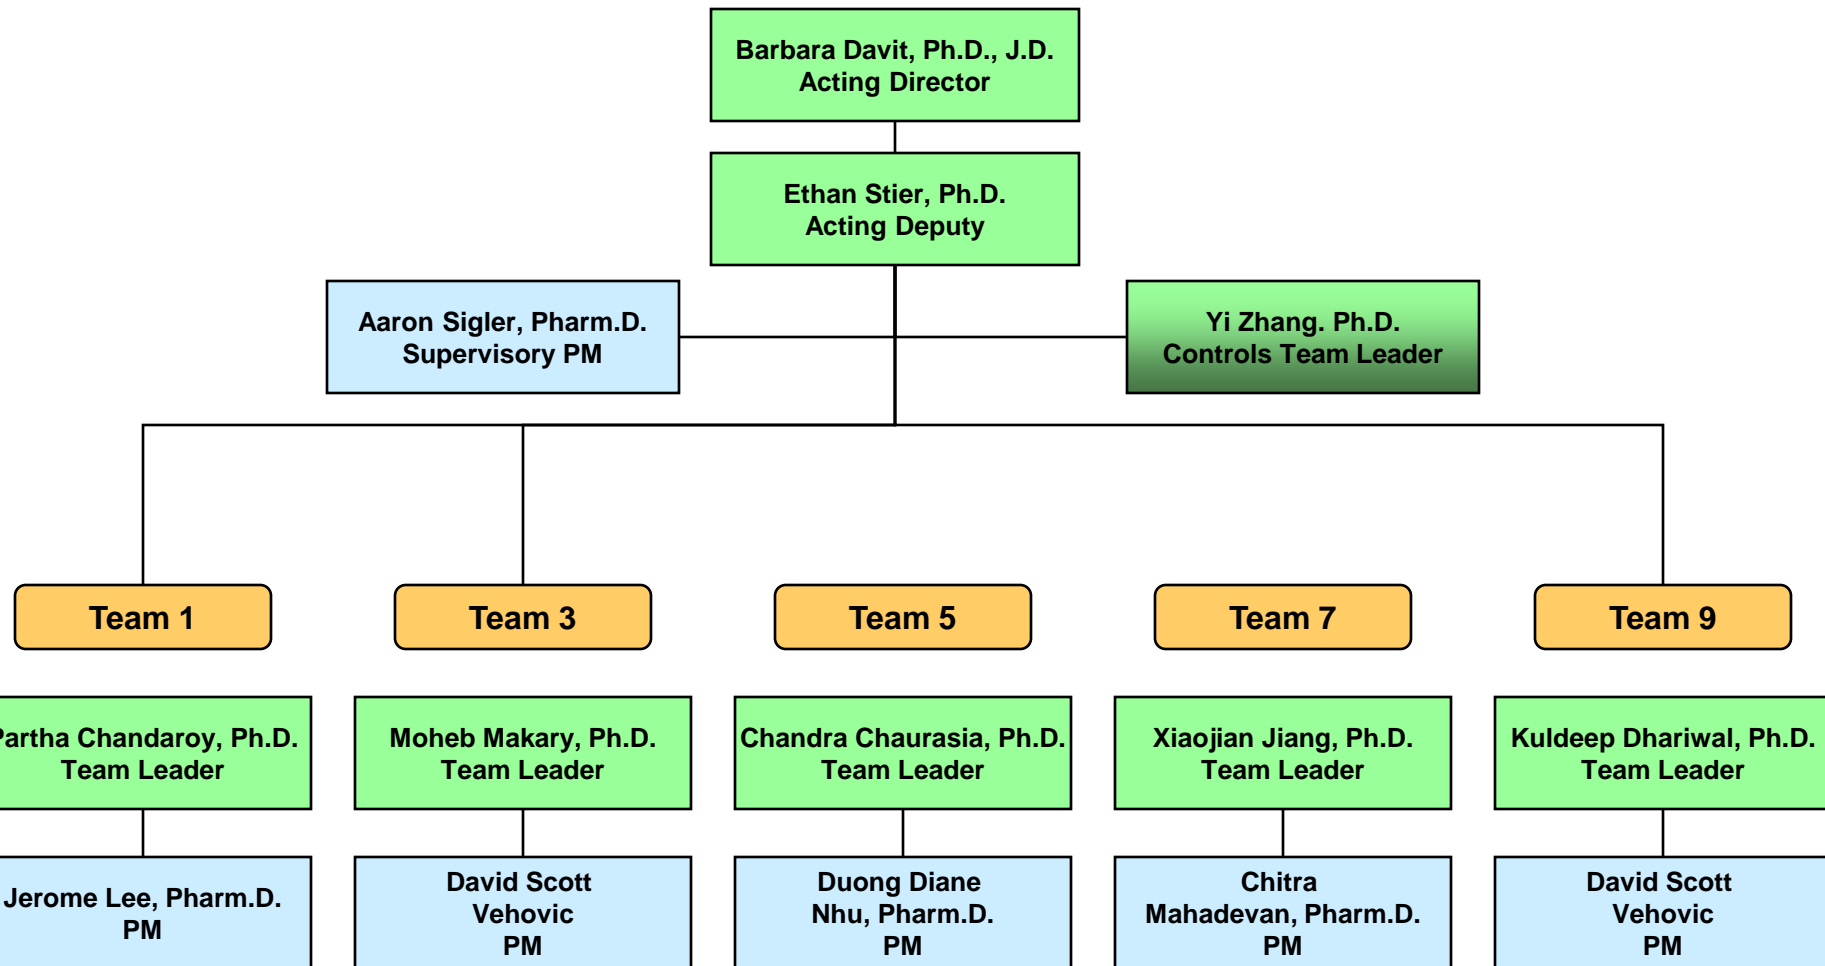 Barbara Davit, Ph.D., J.D.
Acting Director
Ethan Stier, Ph.D.
Acting Deputy
Aaron Sigler, Pharm.D.
Supervisory PM
Yi Zhang. Ph.D.
Controls Team Leader
Team 1
Team 3
Team 5
Team 7
Team 9
Partha Chandaroy, Ph.D.
Team Leader
Moheb Makary, Ph.D.
Team Leader
Chandra Chaurasia, Ph.D.
Team Leader
Xiaojian Jiang, Ph.D.
Team Leader
Kuldeep Dhariwal, Ph.D.
Team Leader
Jerome Lee, Pharm.D.
PM
David Scott
Vehovic
PM
Duong Diane
Nhu, Pharm.D.
PM
Chitra
Mahadevan, Pharm.D.
PM
David Scott
Vehovic
PM